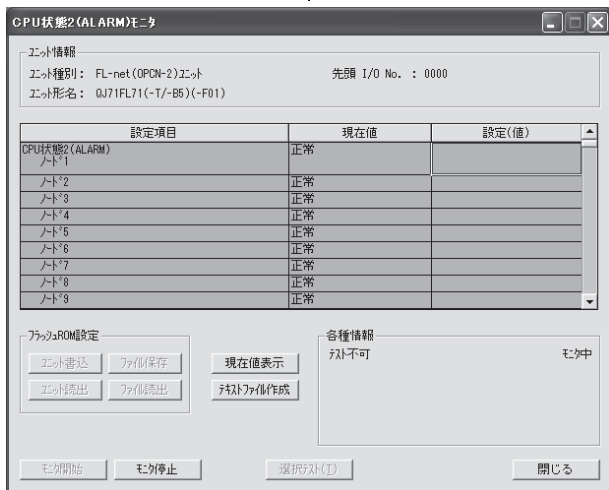 CPU状態2(ALARM)モニタ
ユニット情報
ユニット種別： FL-net(OPCN-2)ユニット 先頭 I/O No. ： 0000
ユニット形名： QJ71FL71(-T/-B5)(-F01)
設定項目 現在値 設定(値)
CPU状態2(ALARM) 正常
ノード1
ノード2 正常
ノード3 正常
ノード4 正常
ノード5 正常
ノード6 正常
ノード7 正常
ノード8 正常
ノード9 正常
フラッシュROM設定 各種情報
ユニット書込 ファイル保存 現在値表示 テスト不可 モニタ中
ユニット読出 ファイル読出 テキストファイル作成
モニタ開始 モニタ停止 選択テスト(T) 閉じる